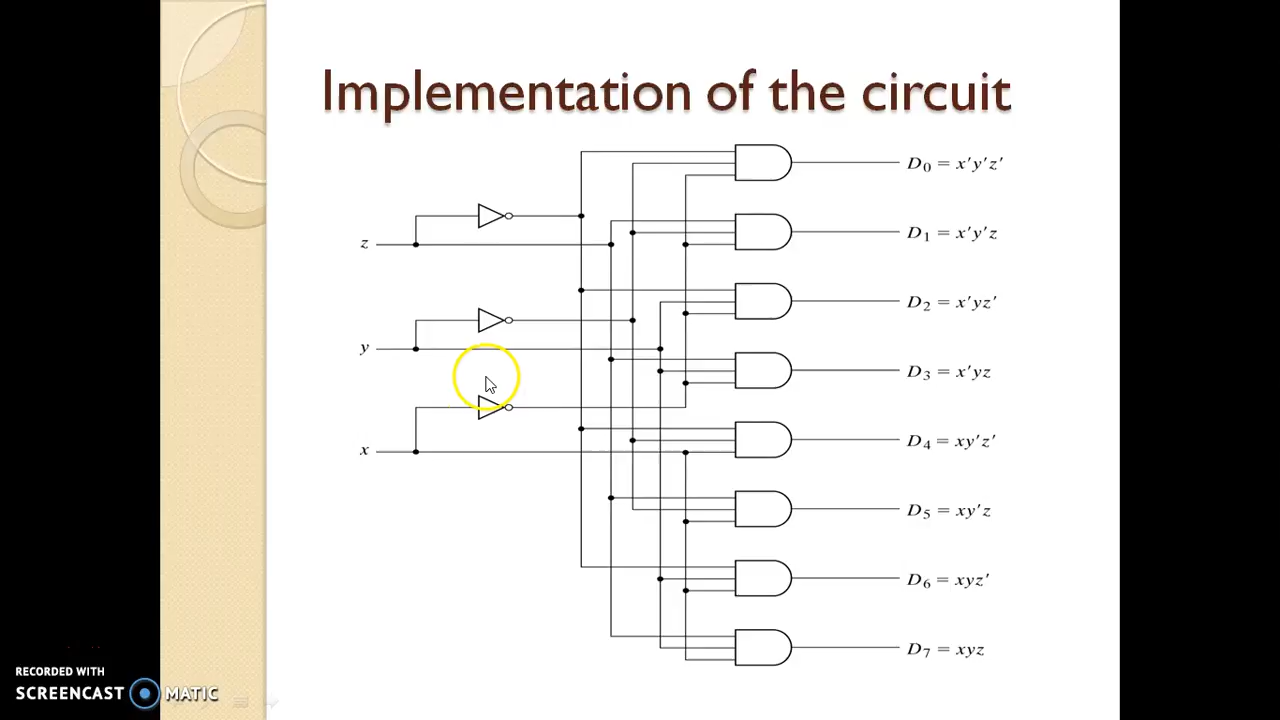 Implementation of the circuit
D₀ = x′y′z′
D₁ = x′y′z
z
D₂ = x′yz′
y
D₃ = x′yz
D₄ = xy′z′
x
D₅ = xy′z
D₆ = xyz′
D₇ = xyz
RECORDED WITH
SCREENCAST MATIC